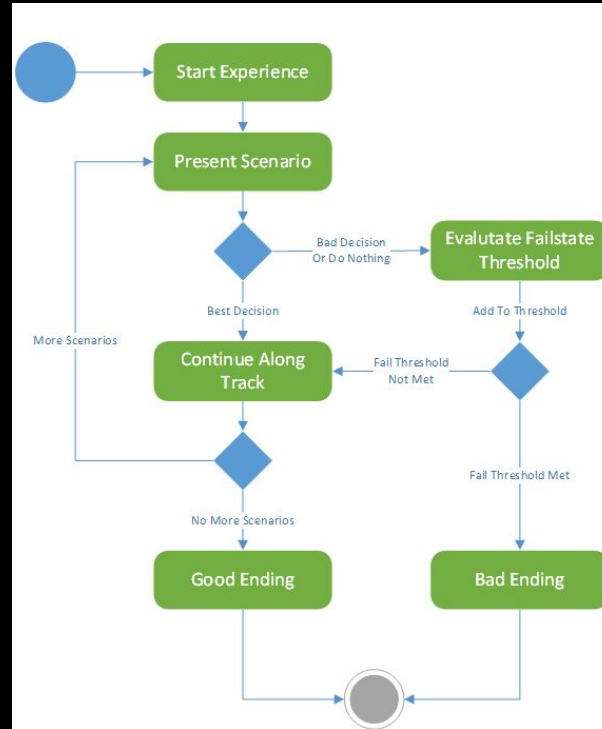 Start Experience
Present Scenario
Bad Decision
Or Do Nothing
Evalutate Failstate
Threshold
Best Decision
Add To Threshold
More Scenarios
Continue Along
Track
Fail Threshold
Not Met
Fail Threshold Met
No More Scenarios
Good Ending
Bad Ending